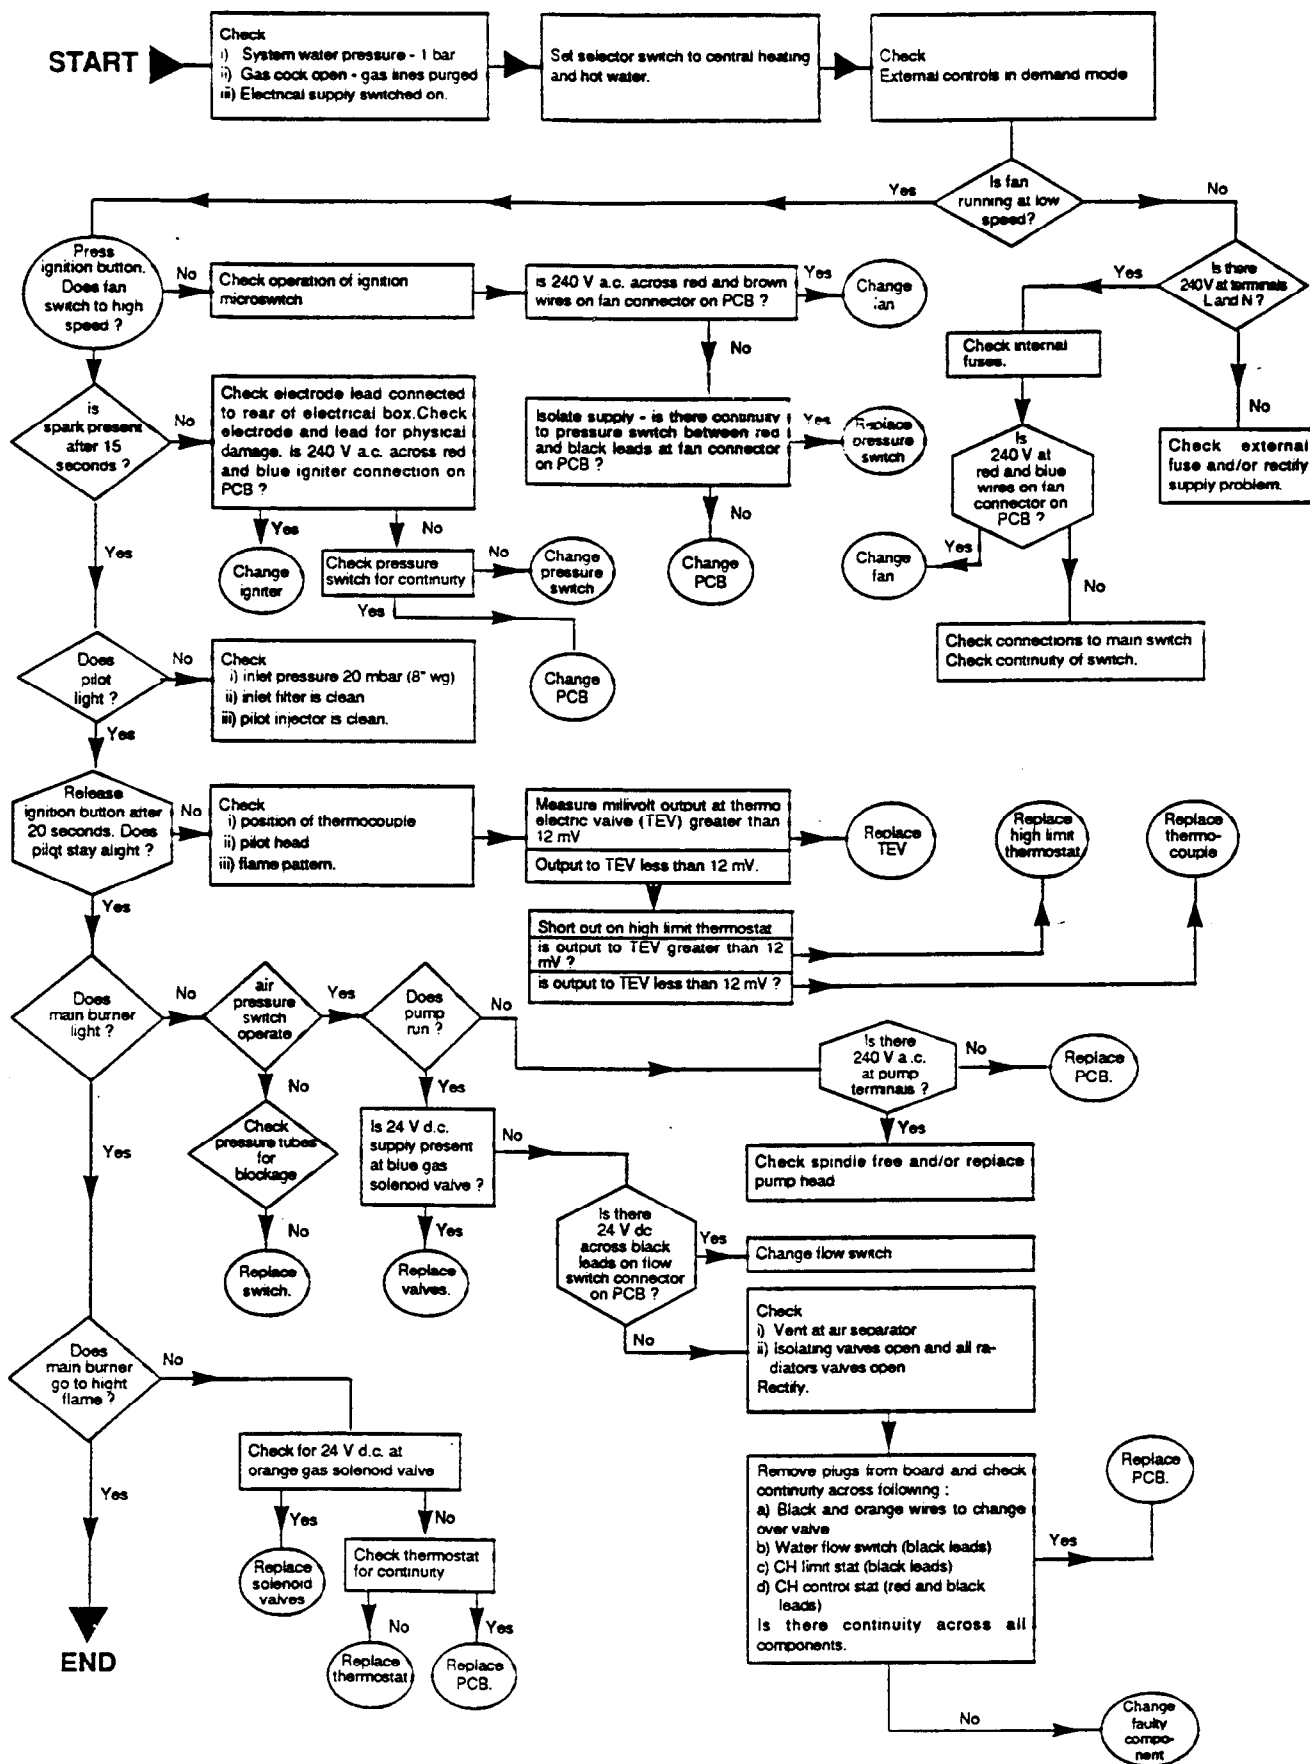 START
Check
i) System water pressure - 1 bar
ii) Gas cock open - gas lines purged
iii) Electrical supply switched on.
Set selector switch to central heating
and hot water.
Check
External controls in demand mode
Is fan
running at low
speed?
Yes
No
Press
ignition button.
Does fan
switch to high
speed ?
No
Check operation of ignition
microswitch
is 240 V a.c. across red and brown
wires on fan connector on PCB ?
Yes
Change
fan
No
Yes
Is there
240V at terminals
L and N ?
No
Check internal
fuses.
Check external
fuse and/or rectify
supply problem.
is
spark present
after 15
seconds ?
No
Check electrode lead connected
to rear of electrical box.Check
electrode and lead for physical
damage. Is 240 V a.c. across red
and blue igniter connection on
PCB ?
Isolate supply - is there continuity
to pressure switch between red
and black leads at fan connector
on PCB ?
Yes
Replace
pressure
switch
Is
240 V at
red and blue
wires on fan
connector
on PCB ?
Yes
Change
fan
No
Check connections to main switch
Check continuity of switch.
Yes
Yes
Change
igniter
No
Check pressure
switch for continuity
No
Change
pressure
switch
Yes
Change
PCB
No
Change
PCB
Does
pilot
light ?
No
Check
i) inlet pressure 20 mbar (8" wg)
ii) inlet filter is clean
iii) pilot injector is clean.
Yes
Release
ignition button after
20 seconds. Does
pilot stay alight ?
No
Check
i) position of thermocouple
ii) pilot head
iii) flame pattern.
Measure millivolt output at thermo
electric valve (TEV) greater than
12 mV
Output to TEV less than 12 mV.
Replace
TEV
Replace
high limit
thermostat
Replace
thermo-
couple
Short out on high limit thermostat
is output to TEV greater than 12
mV ?
is output to TEV less than 12 mV ?
Yes
Does
main burner
light ?
No
air
pressure
switch
operate
Yes
Does
pump
run ?
No
Is there
240 V a .c.
at pump
terminals ?
No
Replace
PCB.
Yes
Check spindle free and/or replace
pump head
No
Check
pressure tubes
for
blockage
No
Replace
switch.
Yes
Is 24 V d.c.
supply present
at blue gas
solenoid valve ?
No
Yes
Replace
valves.
Is there
24 V dc
across black
leads on flow
switch connector
on PCB ?
Yes
Change flow switch
No
Check
i) Vent at air separator
ii) Isolating valves open and all ra-
diators valves open
Rectify.
Yes
Does
main burner
go to hight
flame ?
No
Check for 24 V d.c. at
orange gas solenoid valve
Yes
Replace
solenoid
valves
No
Check thermostat
for continuity
No
Replace
thermostat
Yes
Replace
PCB.
Remove plugs from board and check
continuity across following :
a) Black and orange wires to change
over valve
b) Water flow switch (black leads)
c) CH limit stat (black leads)
d) CH control stat (red and black
leads)
Is there continuity across all
components.
Yes
Replace
PCB.
No
Change
faulty
compo-
nent
Yes
END